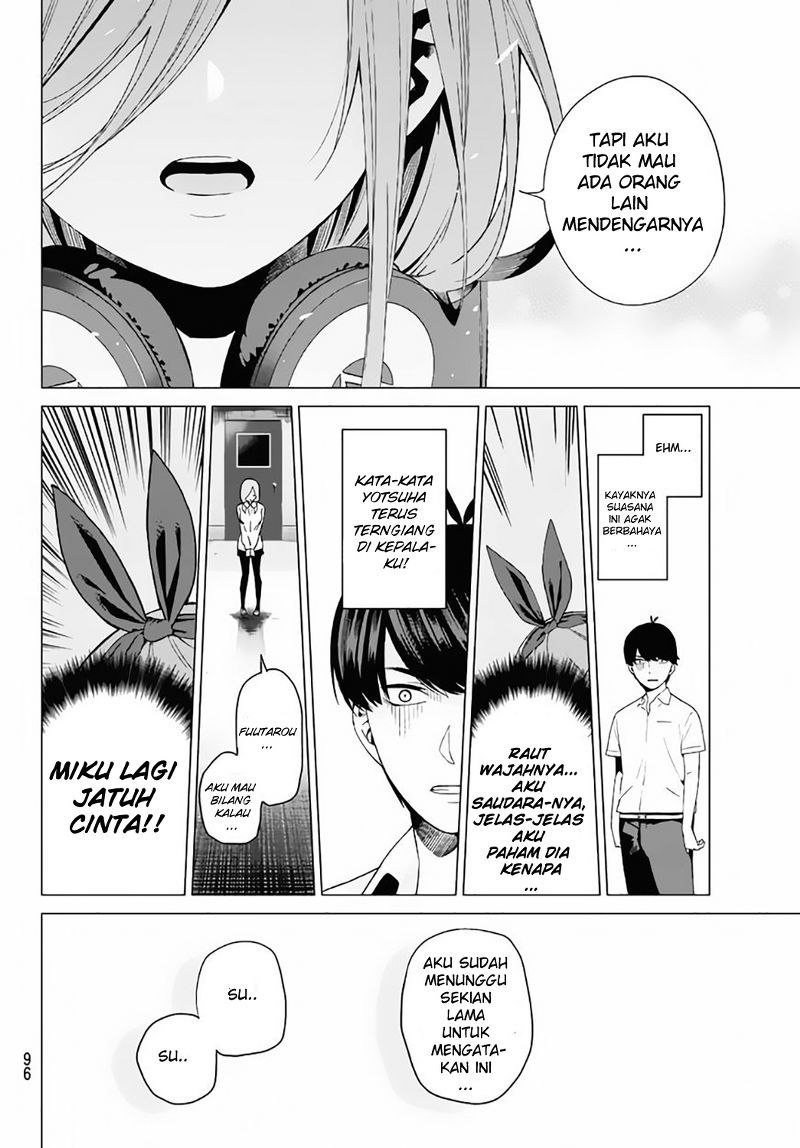 TAPI AKU
TIDAK MAU
ADA ORANG
LAIN
MENDENGARNYA
...
EHM...
KAYAKNYA
SUASANA
INI AGAK
BERBAHAYA
...
RAUT
WAJAHNYA...
AKU
SAUDARA-NYA,
JELAS-JELAS
AKU
PAHAM DIA
KENAPA
...
KATA-KATA
YOTSUHA
TERUS
TERNGIANG
DI KEPALA-
KU!
FUUTAROU
...
AKU MAU
BILANG
KALAU
...
MIKU LAGI
JATUH
CINTA!!
AKU SUDAH
MENUNGGU
SEKIAN
LAMA
UNTUK
MENGATA-
KAN INI
...
SU..
SU..
96